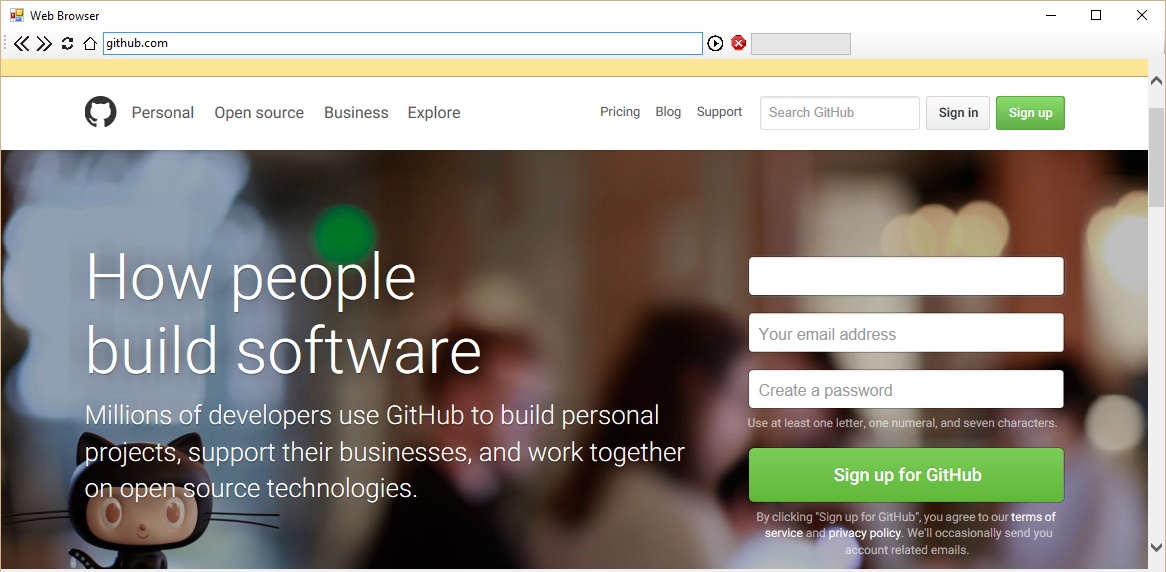 Web Browser
github.com
Personal Open source Business Explore Pricing Blog Support Search GitHub Sign in Sign up
How people
build software
Millions of developers use GitHub to build personal
projects, support their businesses, and work together
on open source technologies.
Your email address
Create a password
Use at least one letter, one numeral, and seven characters.
Sign up for GitHub
By clicking "Sign up for GitHub", you agree to our terms of
service and privacy policy. We'll occasionally send you
account related emails.